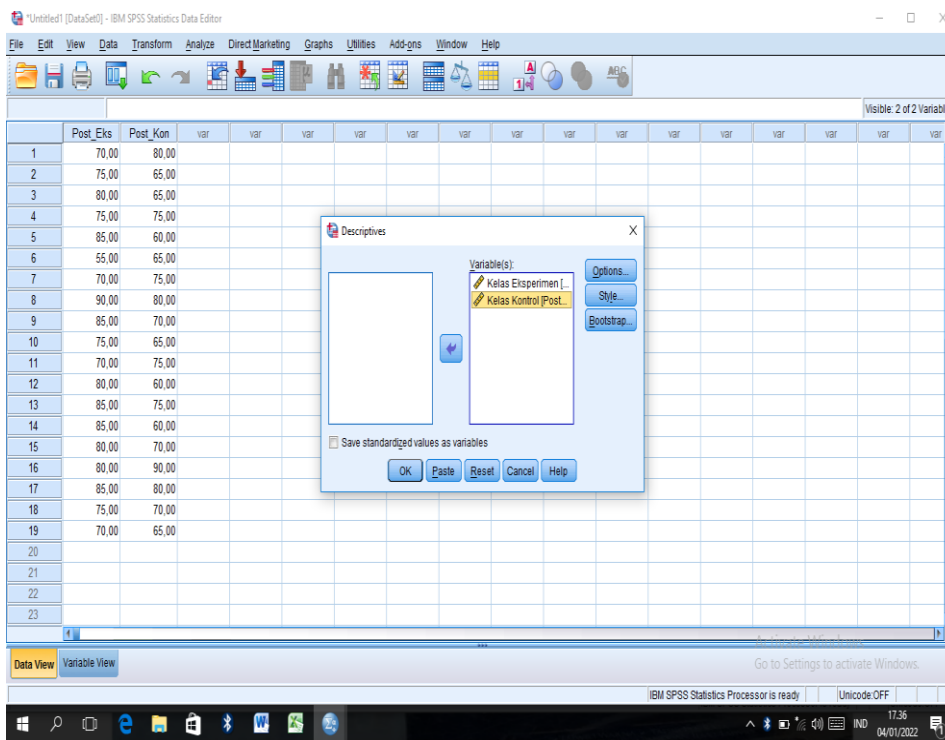 *Untitled1 [DataSet0] - IBM SPSS Statistics Data Editor
File Edit View Data Transform Analyze Direct Marketing Graphs Utilities Add-ons Window Help
Visible: 2 of 2 Variabl
Post_Eks Post_Kon var var var var var var var var var var var var var var var
1 70,00 80,00
2 75,00 65,00
3 80,00 65,00
4 75,00 75,00
5 85,00 60,00
6 55,00 65,00
7 70,00 75,00
8 90,00 80,00
9 85,00 70,00
10 75,00 65,00
11 70,00 75,00
12 80,00 60,00
13 85,00 75,00
14 85,00 60,00
15 80,00 70,00
16 80,00 90,00
17 85,00 80,00
18 75,00 70,00
19 70,00 65,00
20
21
22
23
Descriptives
Variable(s):
Kelas Eksperimen [...
Kelas Kontrol [Post...
Options...
Style...
Bootstrap...
Save standardized values as variables
OK Paste Reset Cancel Help
Data View Variable View
Activate Windows
Go to Settings to activate Windows.
IBM SPSS Statistics Processor is ready Unicode:OFF
IND 17.36
04/01/2022